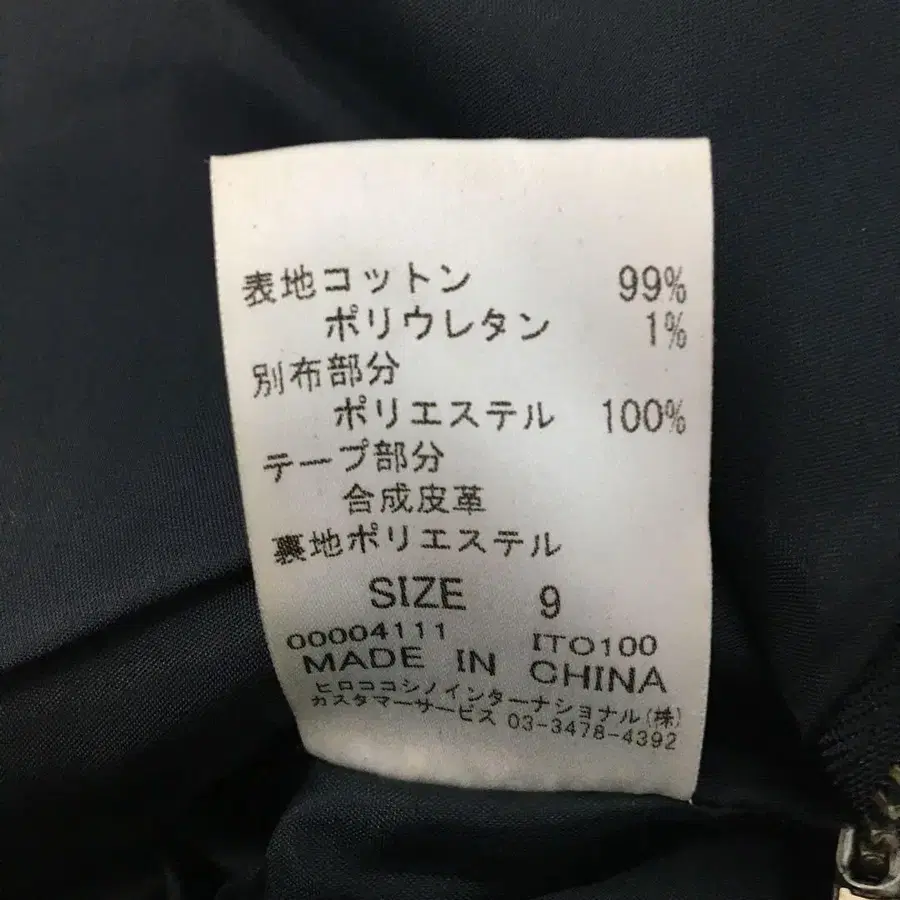 表地コットン 99%
ポリウレタン 1%
別布部分
ポリエステル 100%
テープ部分
合成皮革
裏地ポリエステル
SIZE 9
00004111 ITO100
MADE IN CHINA
ヒロココシノインターナショナル(株)
カスタマーサービス 03-3478-4392